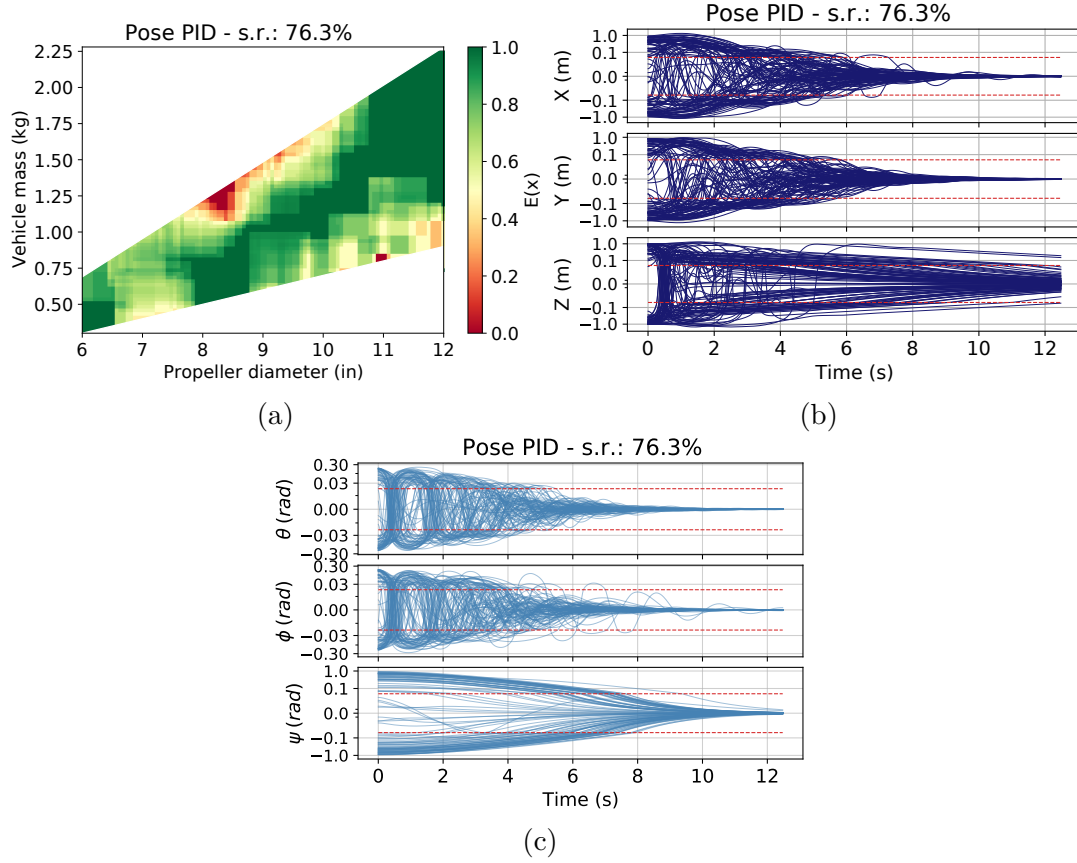 Pose PID - s.r.: 76.3%
2.25
2.00
1.75
1.50
1.25
1.00
0.75
0.50
Vehicle mass (kg)
6 7 8 9 10 11 12
Propeller diameter (in)
1.0
0.8
0.6
0.4
0.2
0.0
E(x)
(a)
Pose PID - s.r.: 76.3%
1.0
0.1
0.0
−0.1
−1.0
X (m)
1.0
0.1
0.0
−0.1
−1.0
Y (m)
1.0
0.1
0.0
−0.1
−1.0
Z (m)
0 2 4 6 8 10 12
Time (s)
(b)
Pose PID - s.r.: 76.3%
0.30
0.03
0.00
−0.03
−0.30
θ (rad)
0.30
0.03
0.00
−0.03
−0.30
ϕ (rad)
1.0
0.1
0.0
−0.1
−1.0
ψ (rad)
0 2 4 6 8 10 12
Time (s)
(c)